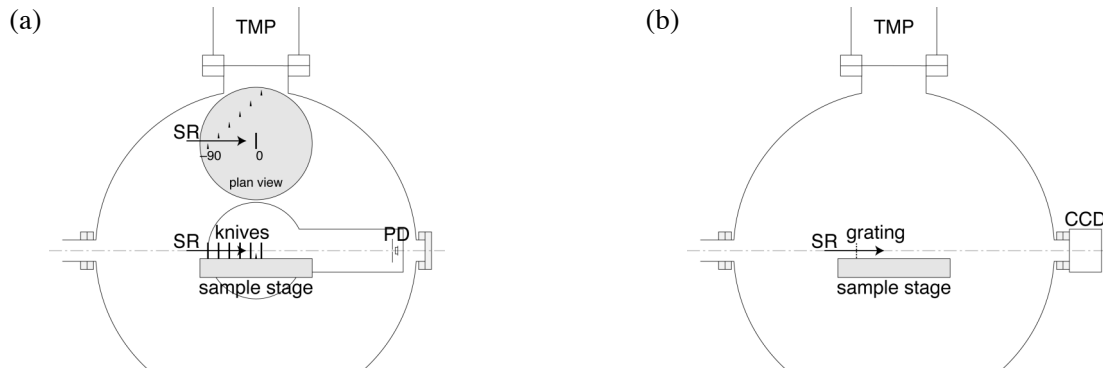 (a)
TMP
SR
–90
0
plan view
SR
knives
PD
sample stage
(b)
TMP
CCD
SR
grating
sample stage